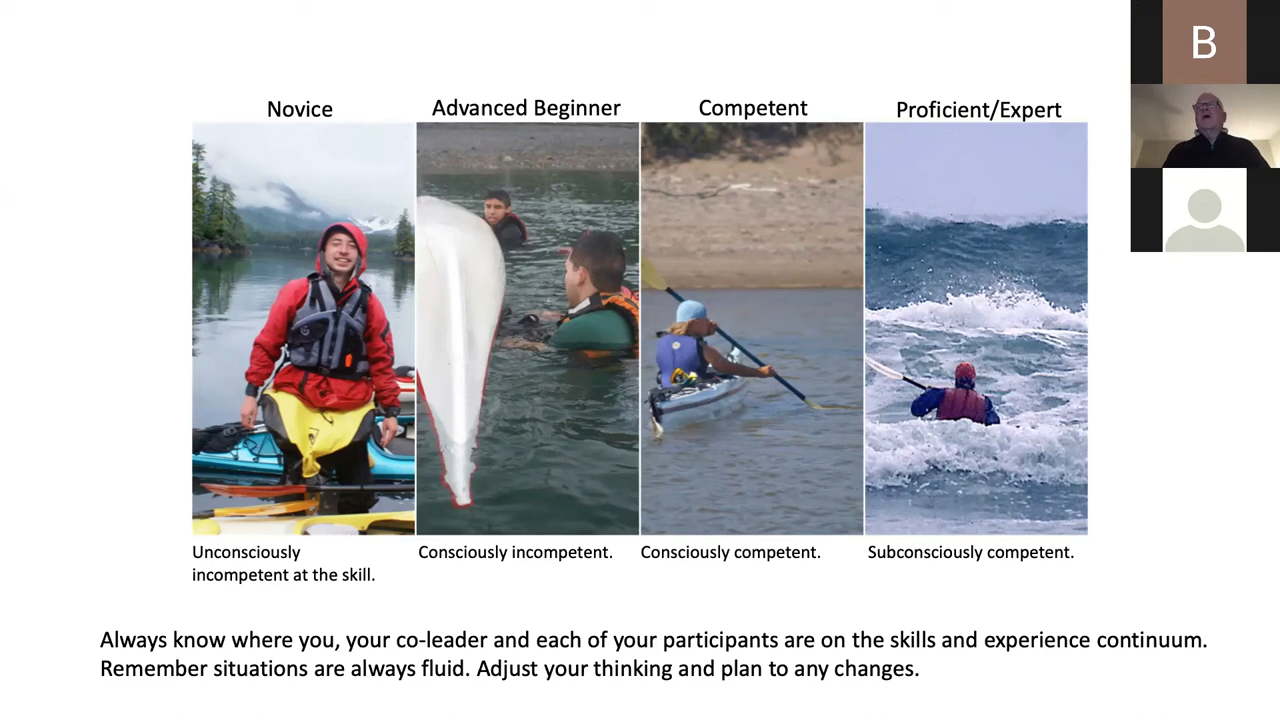 B
Novice
Advanced Beginner
Competent
Proficient/Expert
Unconsciously
incompetent at the skill.
Consciously incompetent.
Consciously competent.
Subconsciously competent.
Always know where you, your co-leader and each of your participants are on the skills and experience continuum.
Remember situations are always fluid. Adjust your thinking and plan to any changes.